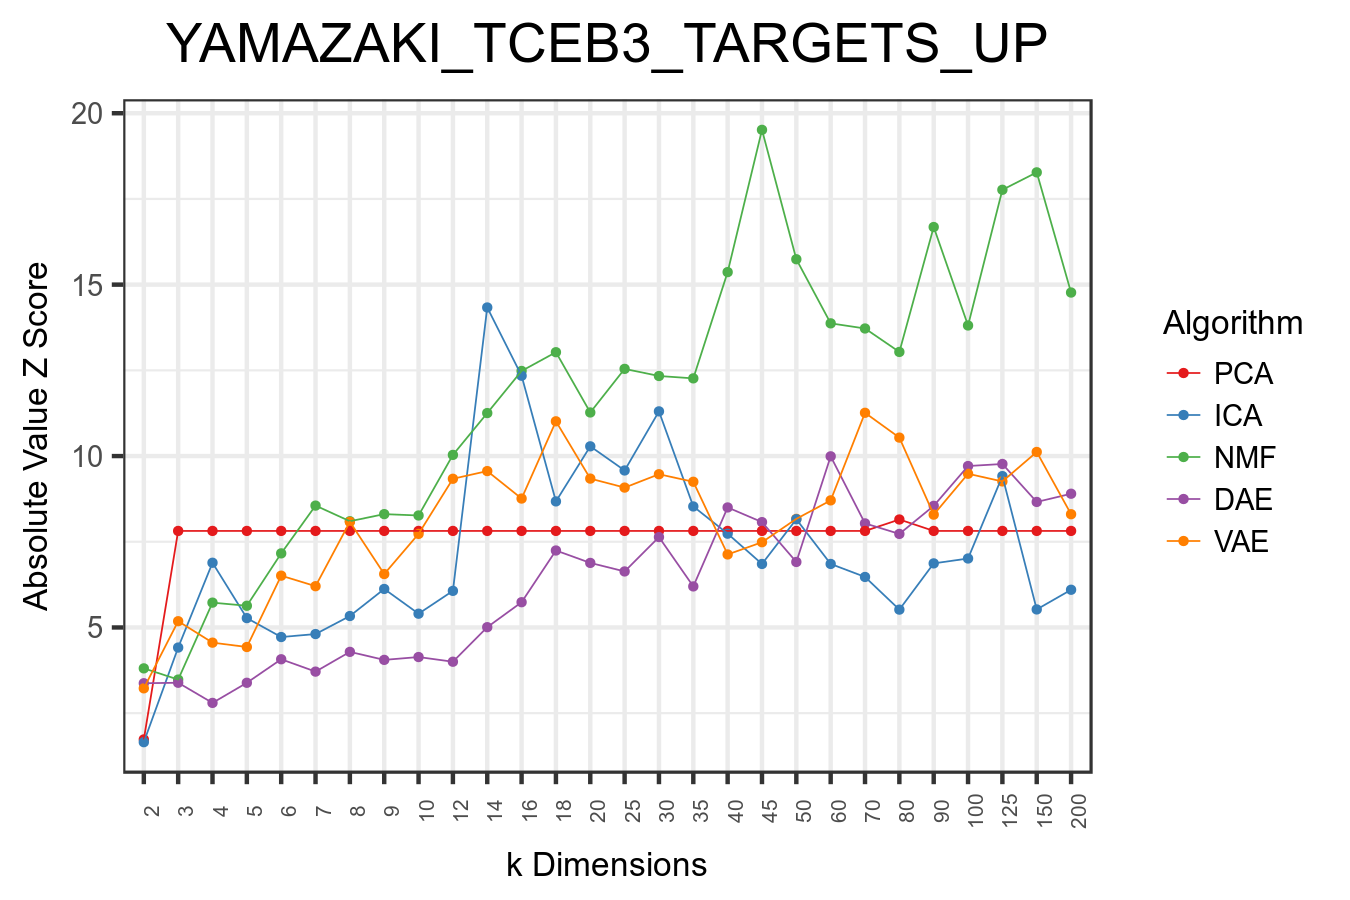 YAMAZAKI_TCEB3_TARGETS_UP
20
15
10
5
Absolute Value Z Score
2 3 4 5 6 7 8 9 10 12 14 16 18 20 25 30 35 40 45 50 60 70 80 90 100 125 150 200
k Dimensions
Algorithm
PCA
ICA
NMF
DAE
VAE